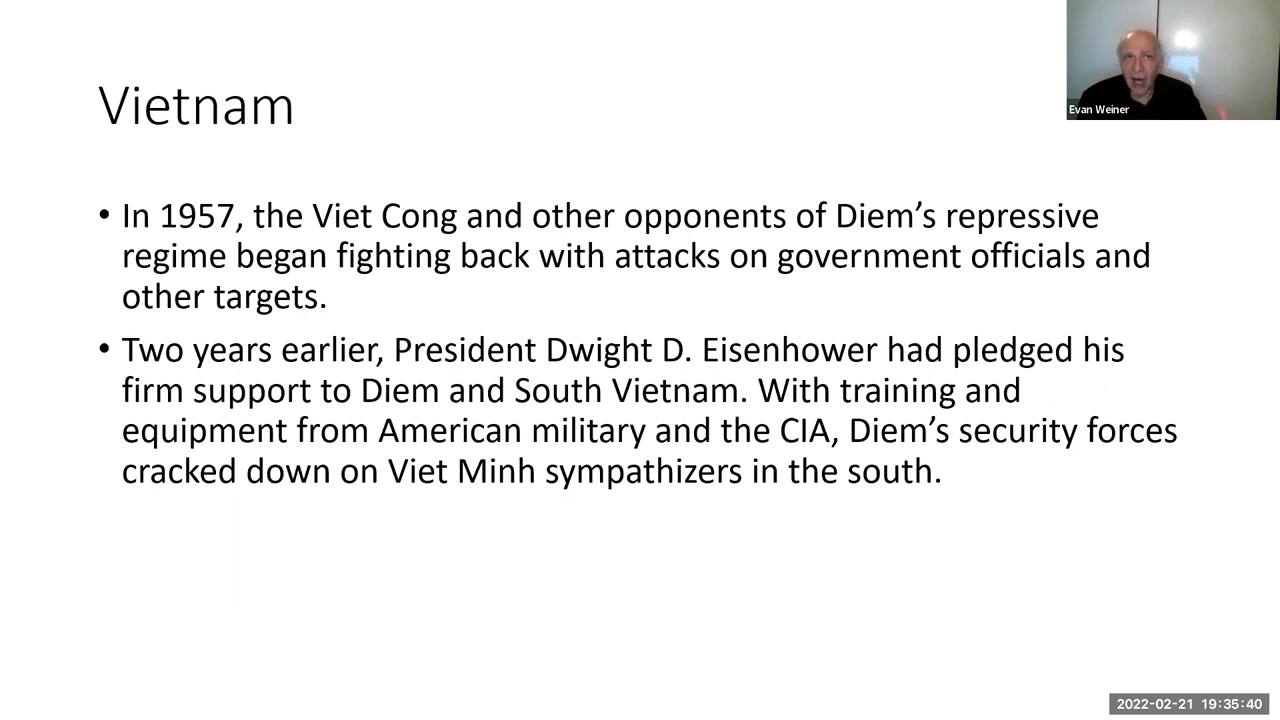 Vietnam
Evan Weiner
• In 1957, the Viet Cong and other opponents of Diem’s repressive
regime began fighting back with attacks on government officials and
other targets.
• Two years earlier, President Dwight D. Eisenhower had pledged his
firm support to Diem and South Vietnam. With training and
equipment from American military and the CIA, Diem’s security forces
cracked down on Viet Minh sympathizers in the south.
2022-02-21 19:35:40